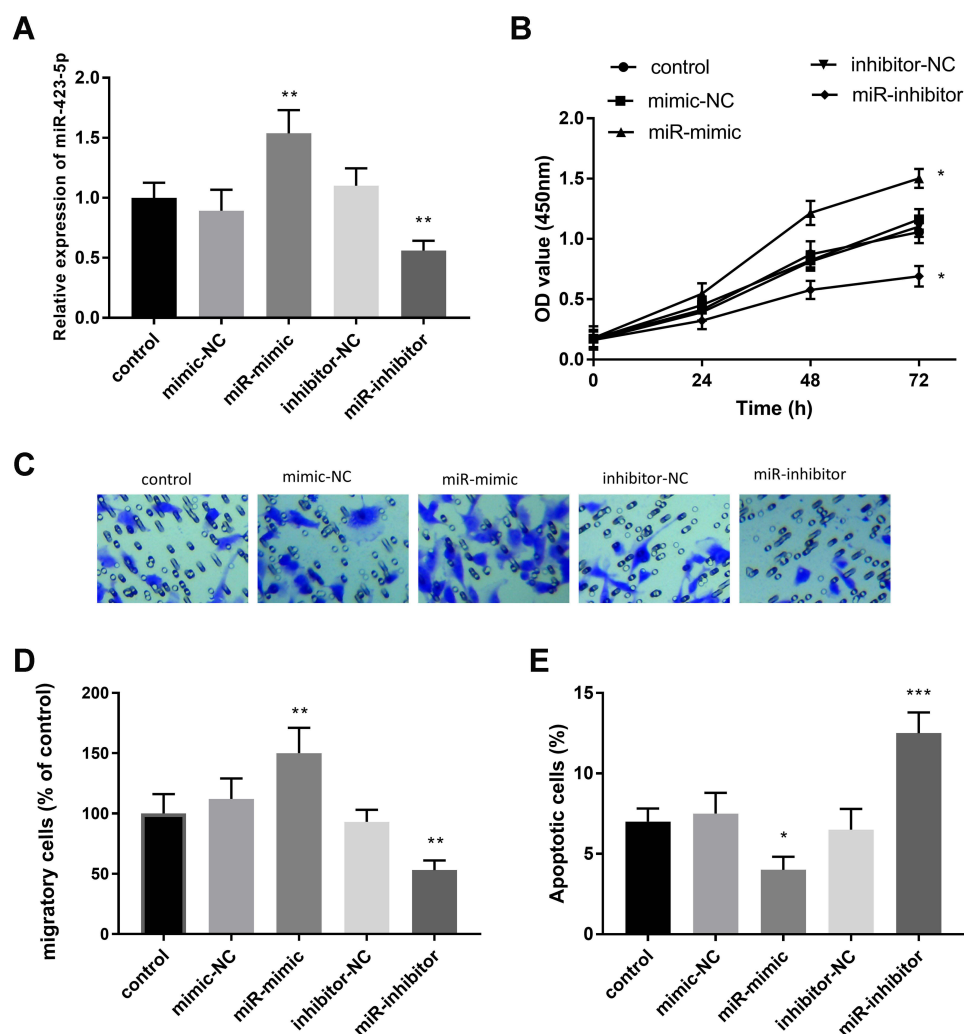 A
Relative expression of miR-423-5p
2.0
1.5
1.0
0.5
0.0
**
**
control
mimic-NC
miR-mimic
inhibitor-NC
miR-inhibitor
B
control
mimic-NC
miR-mimic
inhibitor-NC
miR-inhibitor
OD value (450nm)
2.0
1.5
1.0
0.5
0.0
*
*
0 24 48 72
Time (h)
C
control mimic-NC miR-mimic inhibitor-NC miR-inhibitor
D
migratory cells (% of control)
200
150
100
50
0
**
**
control
mimic-NC
miR-mimic
inhibitor-NC
miR-inhibitor
E
Apoptotic cells (%)
15
10
5
0
*
***
control
mimic-NC
miR-mimic
inhibitor-NC
miR-inhibitor